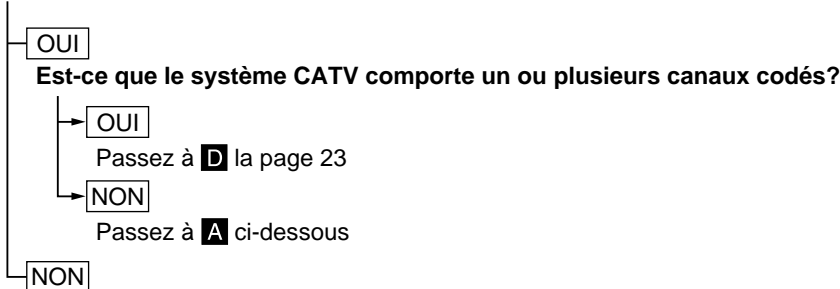 OUI
Est-ce que le système CATV comporte un ou plusieurs canaux codés?
OUI
Passez à D la page 23
NON
Passez à A ci-dessous
NON